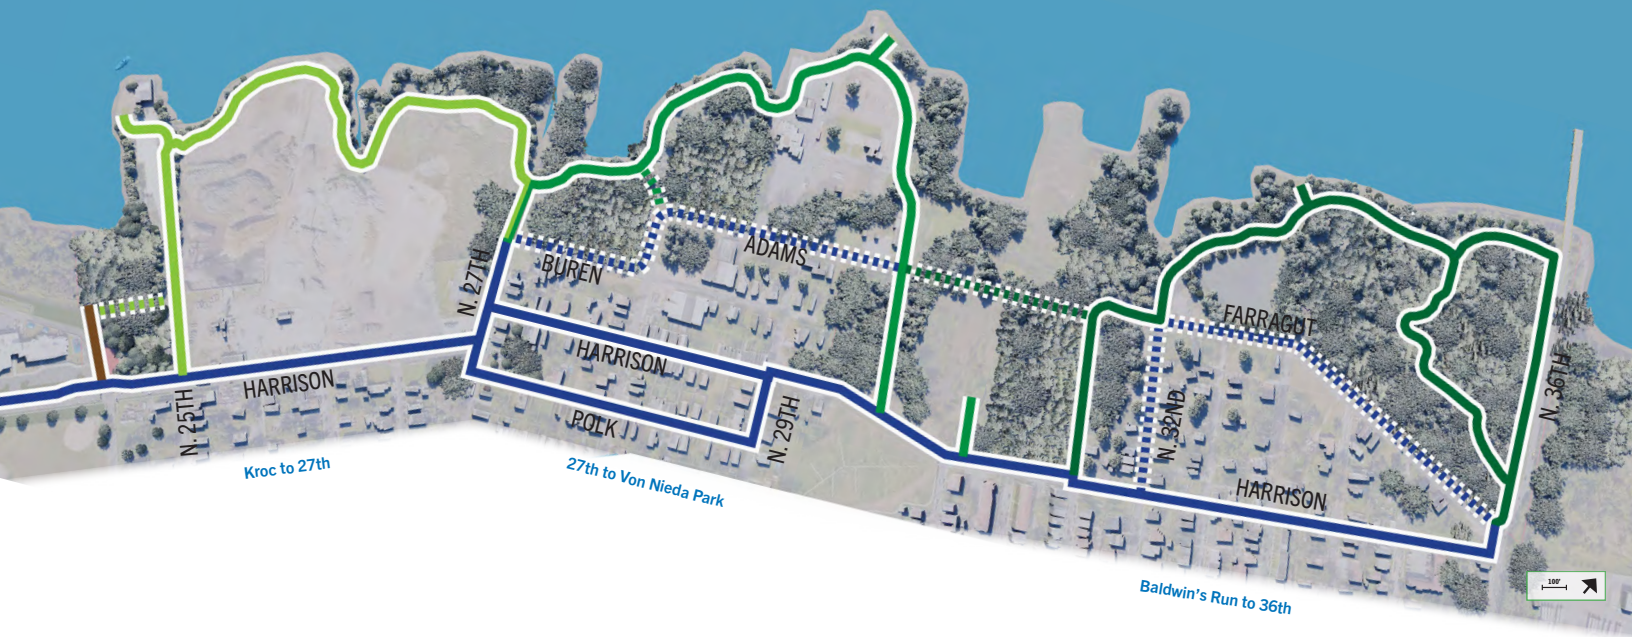 N. 27TH
BUREN
ADAMS
FARRAGUT
HARRISON
HARRISON
N. 25TH
POLK
N. 29TH
N. 32ND
N. 36TH
HARRISON
Kroc to 27th
27th to Von Nieda Park
Baldwin's Run to 36th
100'